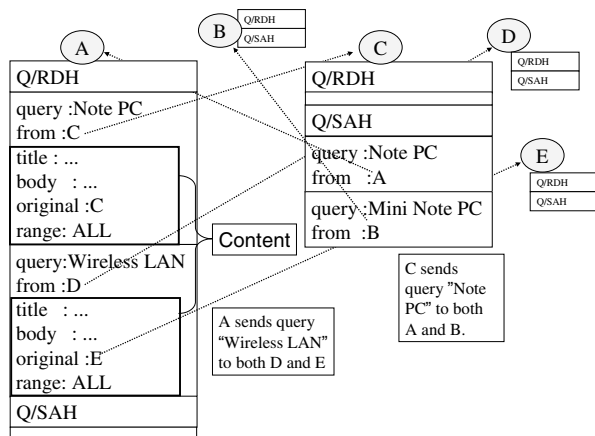 A
Q/RDH
query :Note PC
from :C
title : ...
body : ...
original :C
range: ALL
query:Wireless LAN
from :D
title : ...
body : ...
original :E
range: ALL
Q/SAH
Content
B
Q/RDH
Q/SAH
C
Q/RDH
Q/SAH
query :Note PC
from :A
query :Mini Note PC
from :B
D
Q/RDH
Q/SAH
E
Q/RDH
Q/SAH
A sends query
“Wireless LAN”
to both D and E
C sends
query ”Note
PC” to both
A and B.